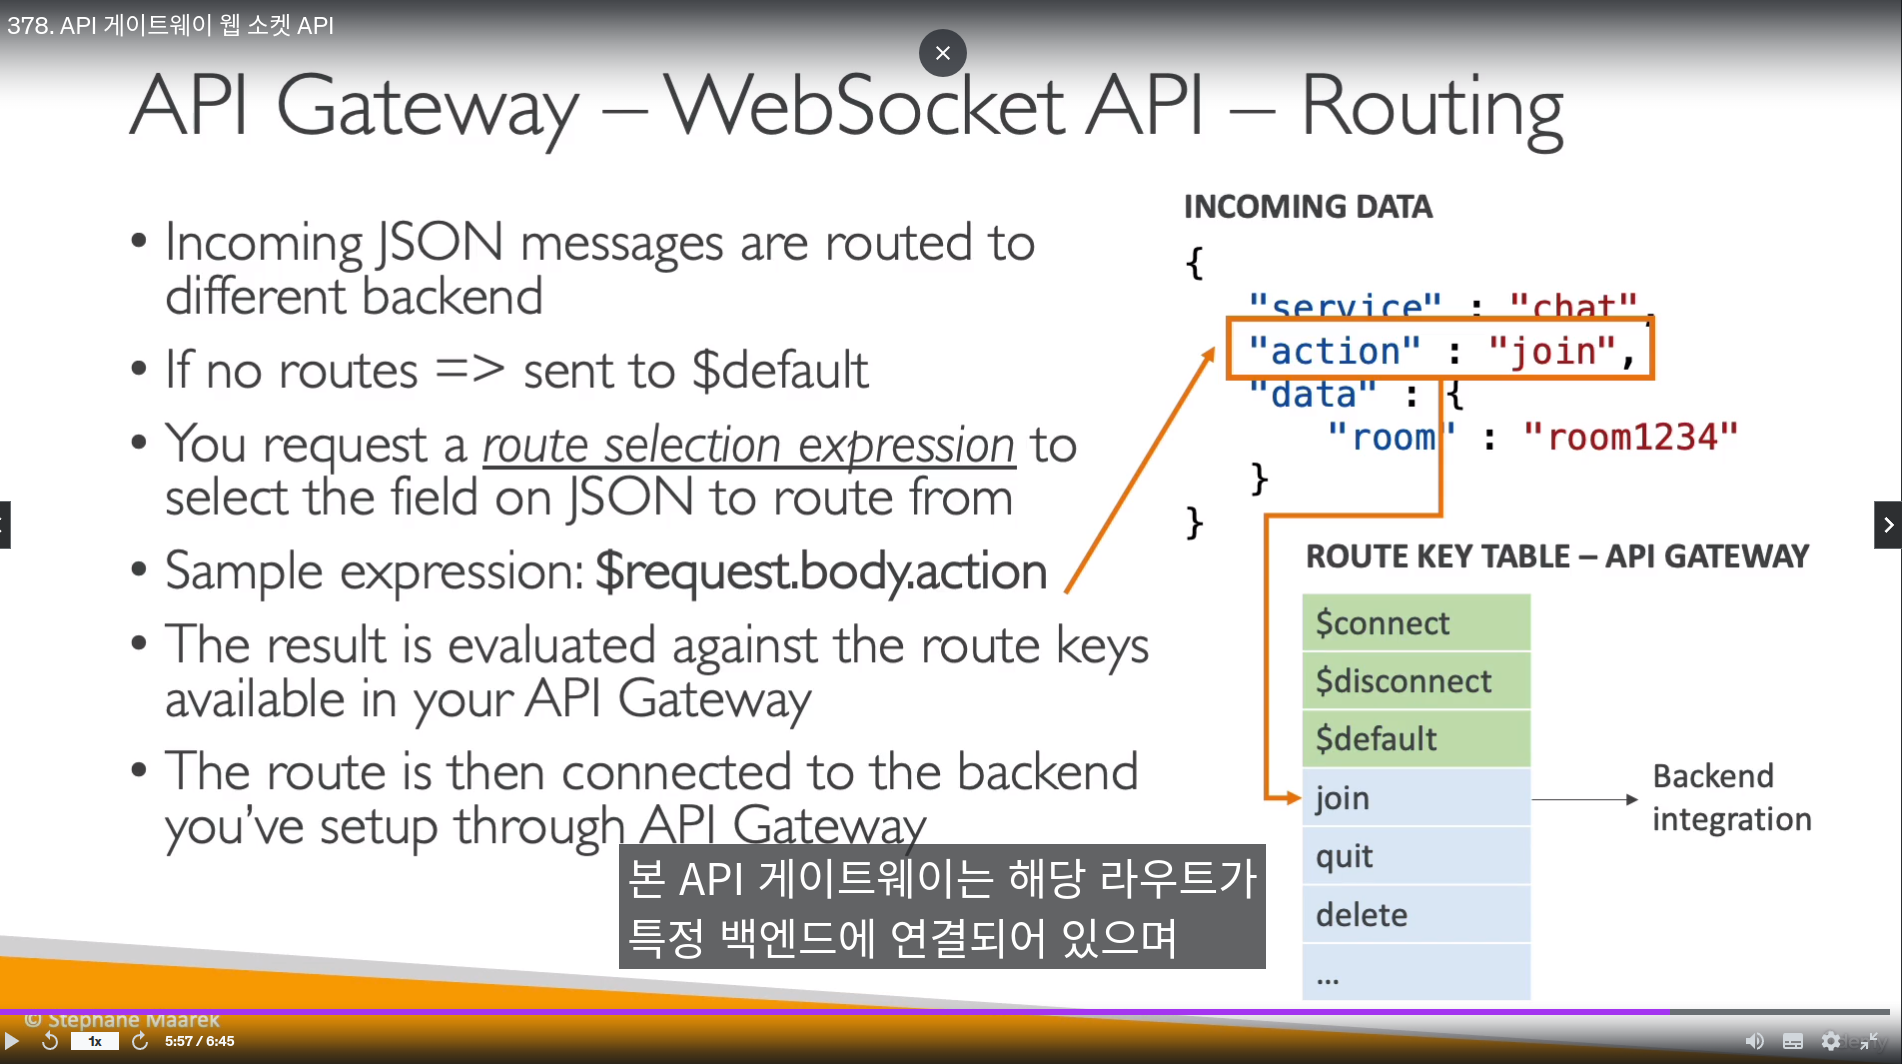 378. API 게이트웨이 웹 소켓 API
API Gateway – WebSocket API – Routing
• Incoming JSON messages are routed to
different backend
• If no routes => sent to $default
• You request a route selection expression to
select the field on JSON to route from
• Sample expression: $request.body.action
• The result is evaluated against the route keys
available in your API Gateway
• The route is then connected to the backend
you've setup through API Gateway
INCOMING DATA
{
"service" : "chat",
"action" : "join",
"data" : {
"room" : "room1234"
}
}
ROUTE KEY TABLE – API GATEWAY
$connect
$disconnect
$default
join
quit
delete
...
Backend
integration
본 API 게이트웨이는 해당 라우트가
특정 백엔드에 연결되어 있으며
© Stephane Maarek
1x
5:57 / 6:45